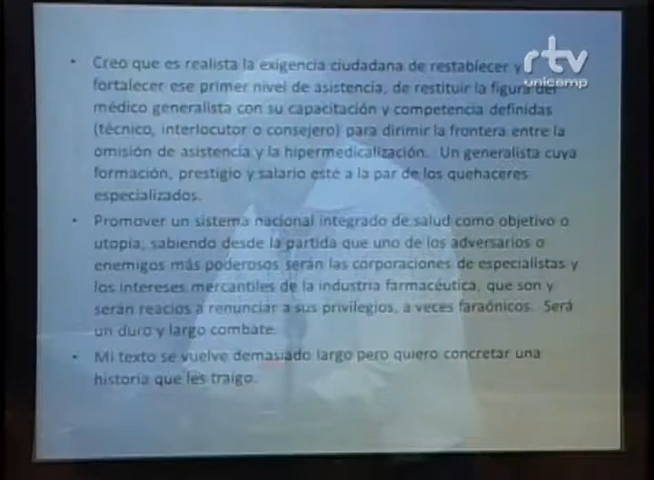 rtv
unicamp
• Creo que es realista la exigencia ciudadana de restablecer y
fortalecer ese primer nivel de asistencia, de restituir la figura del
médico generalista con su capacitación y competencia definidas
(técnico, interlocutor o consejero) para dirimir la frontera entre la
omisión de asistencia y la hipermedicalización. Un generalista cuya
formación, prestigio y salario esté a la par de los quehaceres
especializados.
• Promover un sistema nacional integrado de salud como objetivo o
utopía, sabiendo desde la partida que uno de los adversarios o
enemigos más poderosos serán las corporaciones de especialistas y
los intereses mercantiles de la industria farmacéutica, que son y
serán reacios a renunciar a sus privilegios, a veces faraónicos. Será
un duro y largo combate.
• Mi texto se vuelve demasiado largo pero quiero concretar una
historia que les traigo.